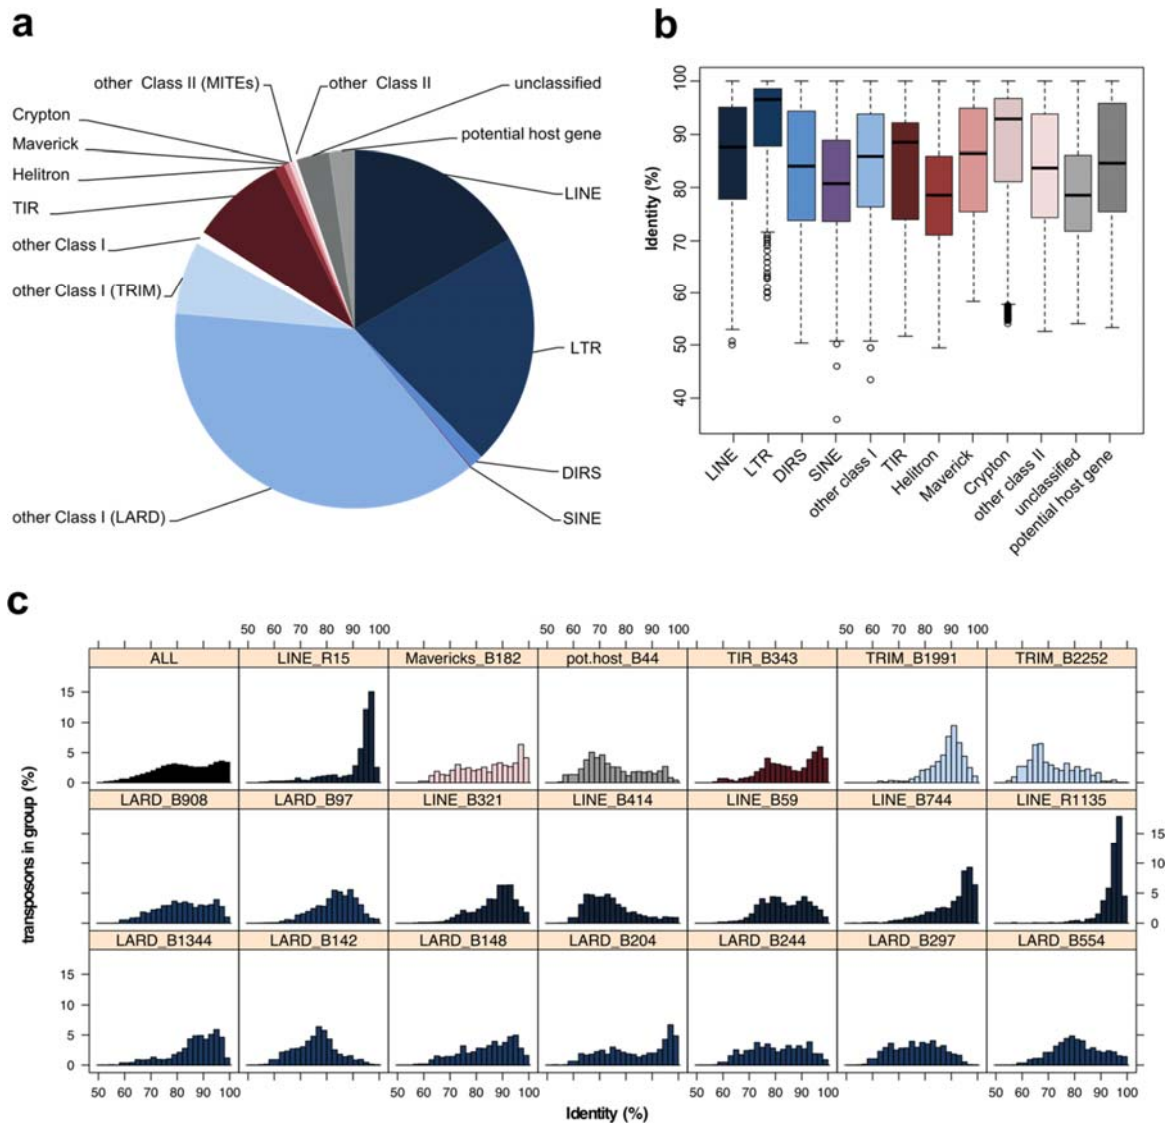 a
other Class II (MITEs)
other Class II
unclassified
Crypton
potential host gene
Maverick
Helitron
LINE
TIR
other Class I
other Class I (TRIM)
LTR
DIRS
other Class I (LARD)
SINE
b
Identity (%)
100
90
80
70
60
50
40
LINE
LTR
DIRS
SINE
other class I
TIR
Helitron
Maverick
Crypton
other class II
unclassified
potential host gene
c
50 60 70 80 90 100 50 60 70 80 90 100 50 60 70 80 90 100
ALL LINE_R15 Mavericks_B182 pot.host_B44 TIR_B343 TRIM_B1991 TRIM_B2252
15
10
5
0
LARD_B908 LARD_B97 LINE_B321 LINE_B414 LINE_B59 LINE_B744 LINE_R1135
15
10
5
0
LARD_B1344 LARD_B142 LARD_B148 LARD_B204 LARD_B244 LARD_B297 LARD_B554
15
10
5
0
50 60 70 80 90 100 50 60 70 80 90 100 50 60 70 80 90 100 50 60 70 80 90 100
transposons in group (%)
Identity (%)